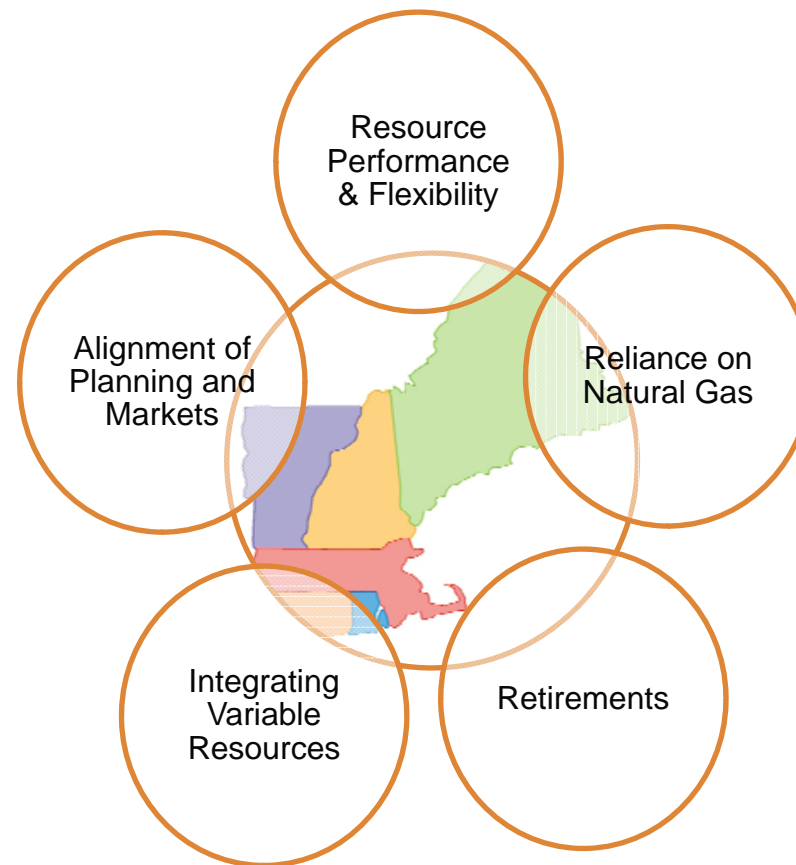 Resource
Performance
& Flexibility
Alignment of
Planning and
Markets
Reliance on
Natural Gas
Integrating
Variable
Resources
Retirements